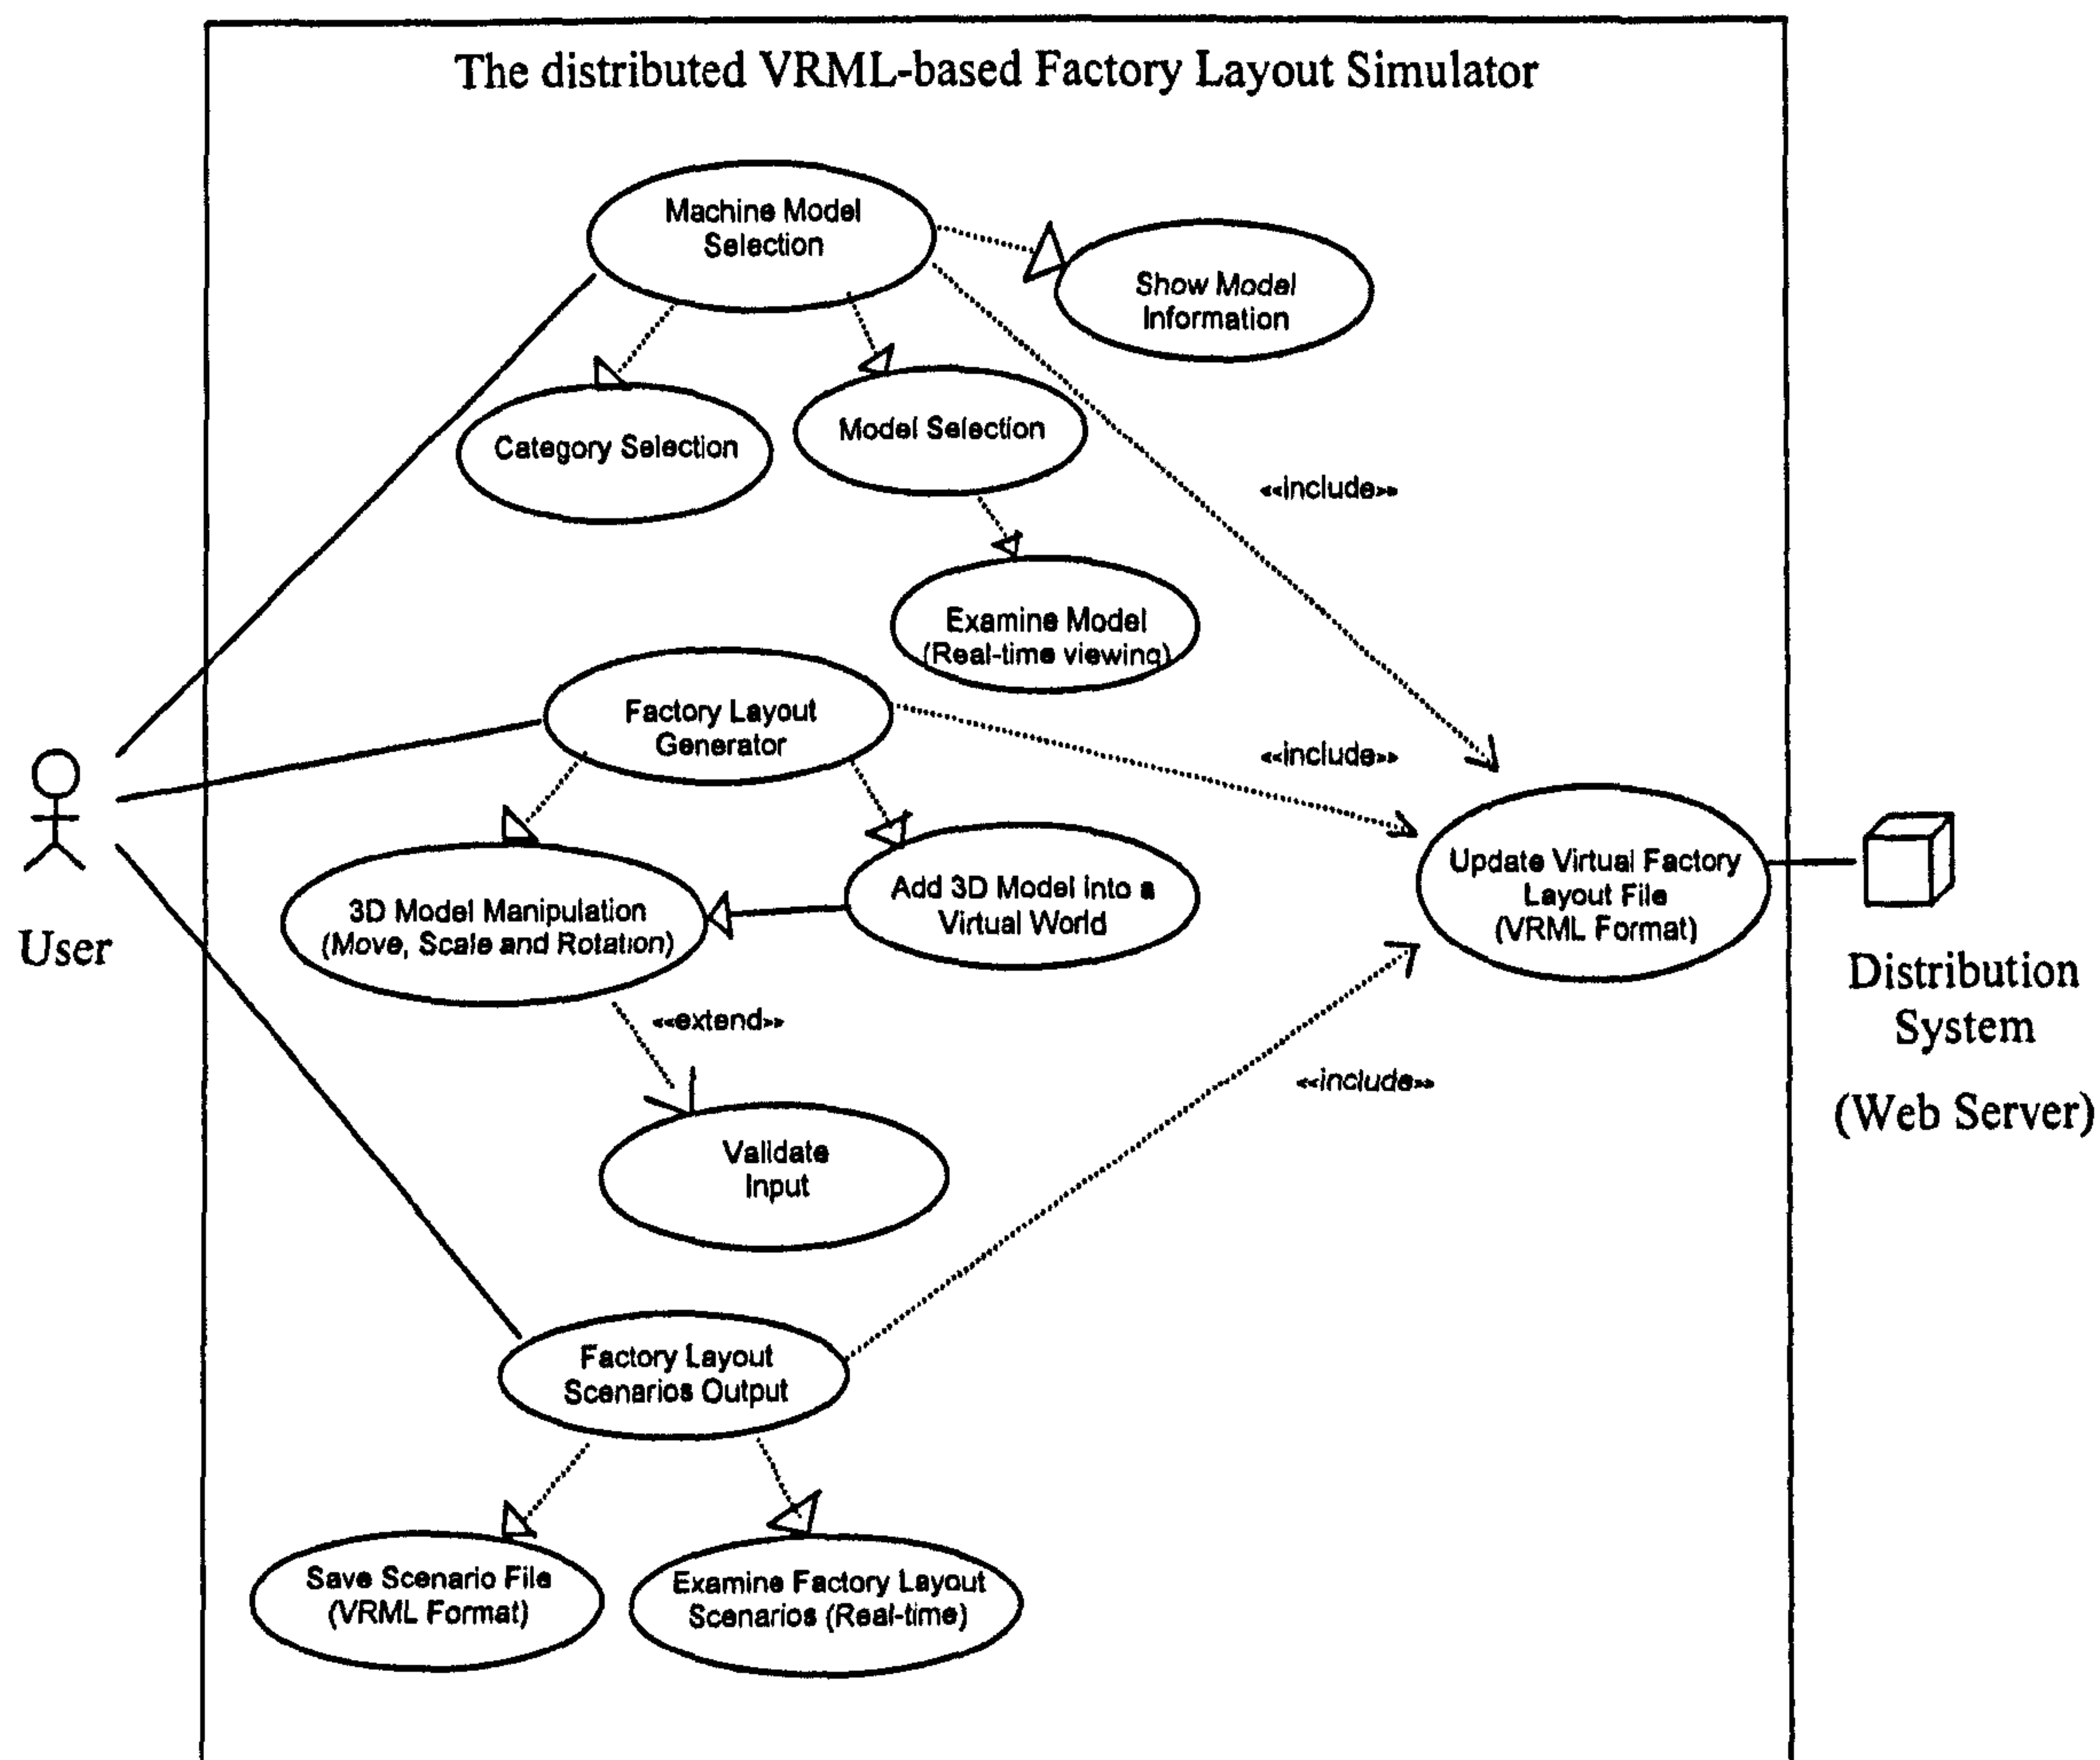 The distributed VRML-based Factory Layout Simulator
Machine Model
Selection
Show Model
Information
Category Selection
Model Selection
«include»
Examine Model
(Real-time viewing)
Factory Layout
Generator
«include»
User
3D Model Manipulation
(Move, Scale and Rotation)
Add 3D Model into a
Virtual World
Update Virtual Factory
Layout File
(VRML Format)
Distribution
System
(Web Server)
«extend»
«include»
Validate
Input
Factory Layout
Scenarios Output
Save Scenario File
(VRML Format)
Examine Factory Layout
Scenarios (Real-time)